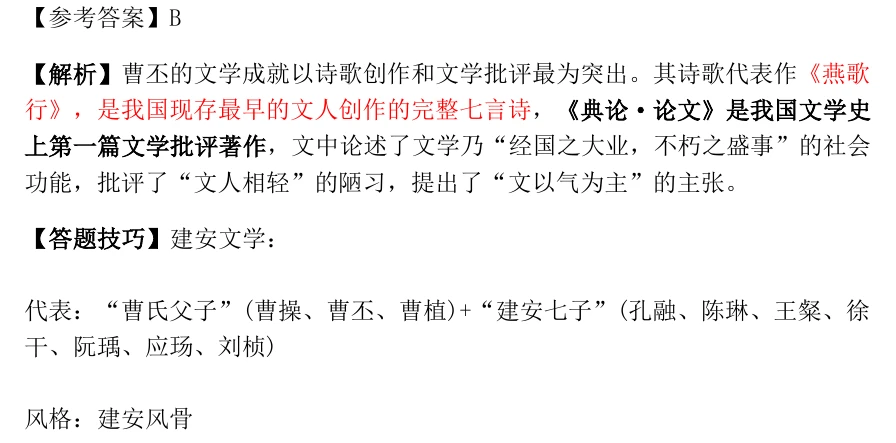 【参考答案】B
【解析】曹丕的文学成就以诗歌创作和文学批评最为突出。其诗歌代表作《燕歌
行》，是我国现存最早的文人创作的完整七言诗，《典论·论文》是我国文学史
上第一篇文学批评著作，文中论述了文学乃“经国之大业，不朽之盛事”的社会
功能，批评了“文人相轻”的陋习，提出了“文以气为主”的主张。
【答题技巧】建安文学：
代表：“曹氏父子”(曹操、曹丕、曹植)+“建安七子”(孔融、陈琳、王粲、徐
干、阮瑀、应玚、刘桢)
风格：建安风骨